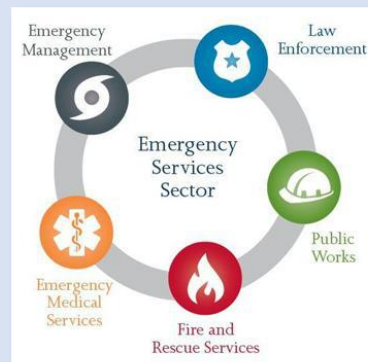 Emergency
Management
Law
Enforcement
Emergency
Services
Sector
Public
Works
Emergency
Medical
Services
Fire and
Rescue Services